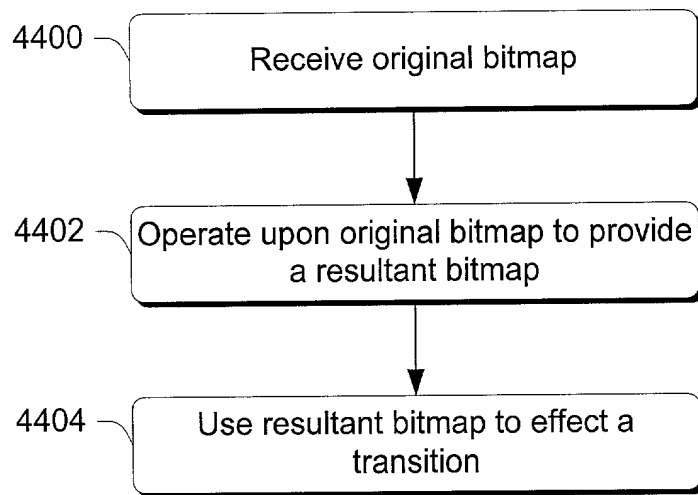 4400
Receive original bitmap
4402
Operate upon original bitmap to provide
a resultant bitmap
4404
Use resultant bitmap to effect a
transition